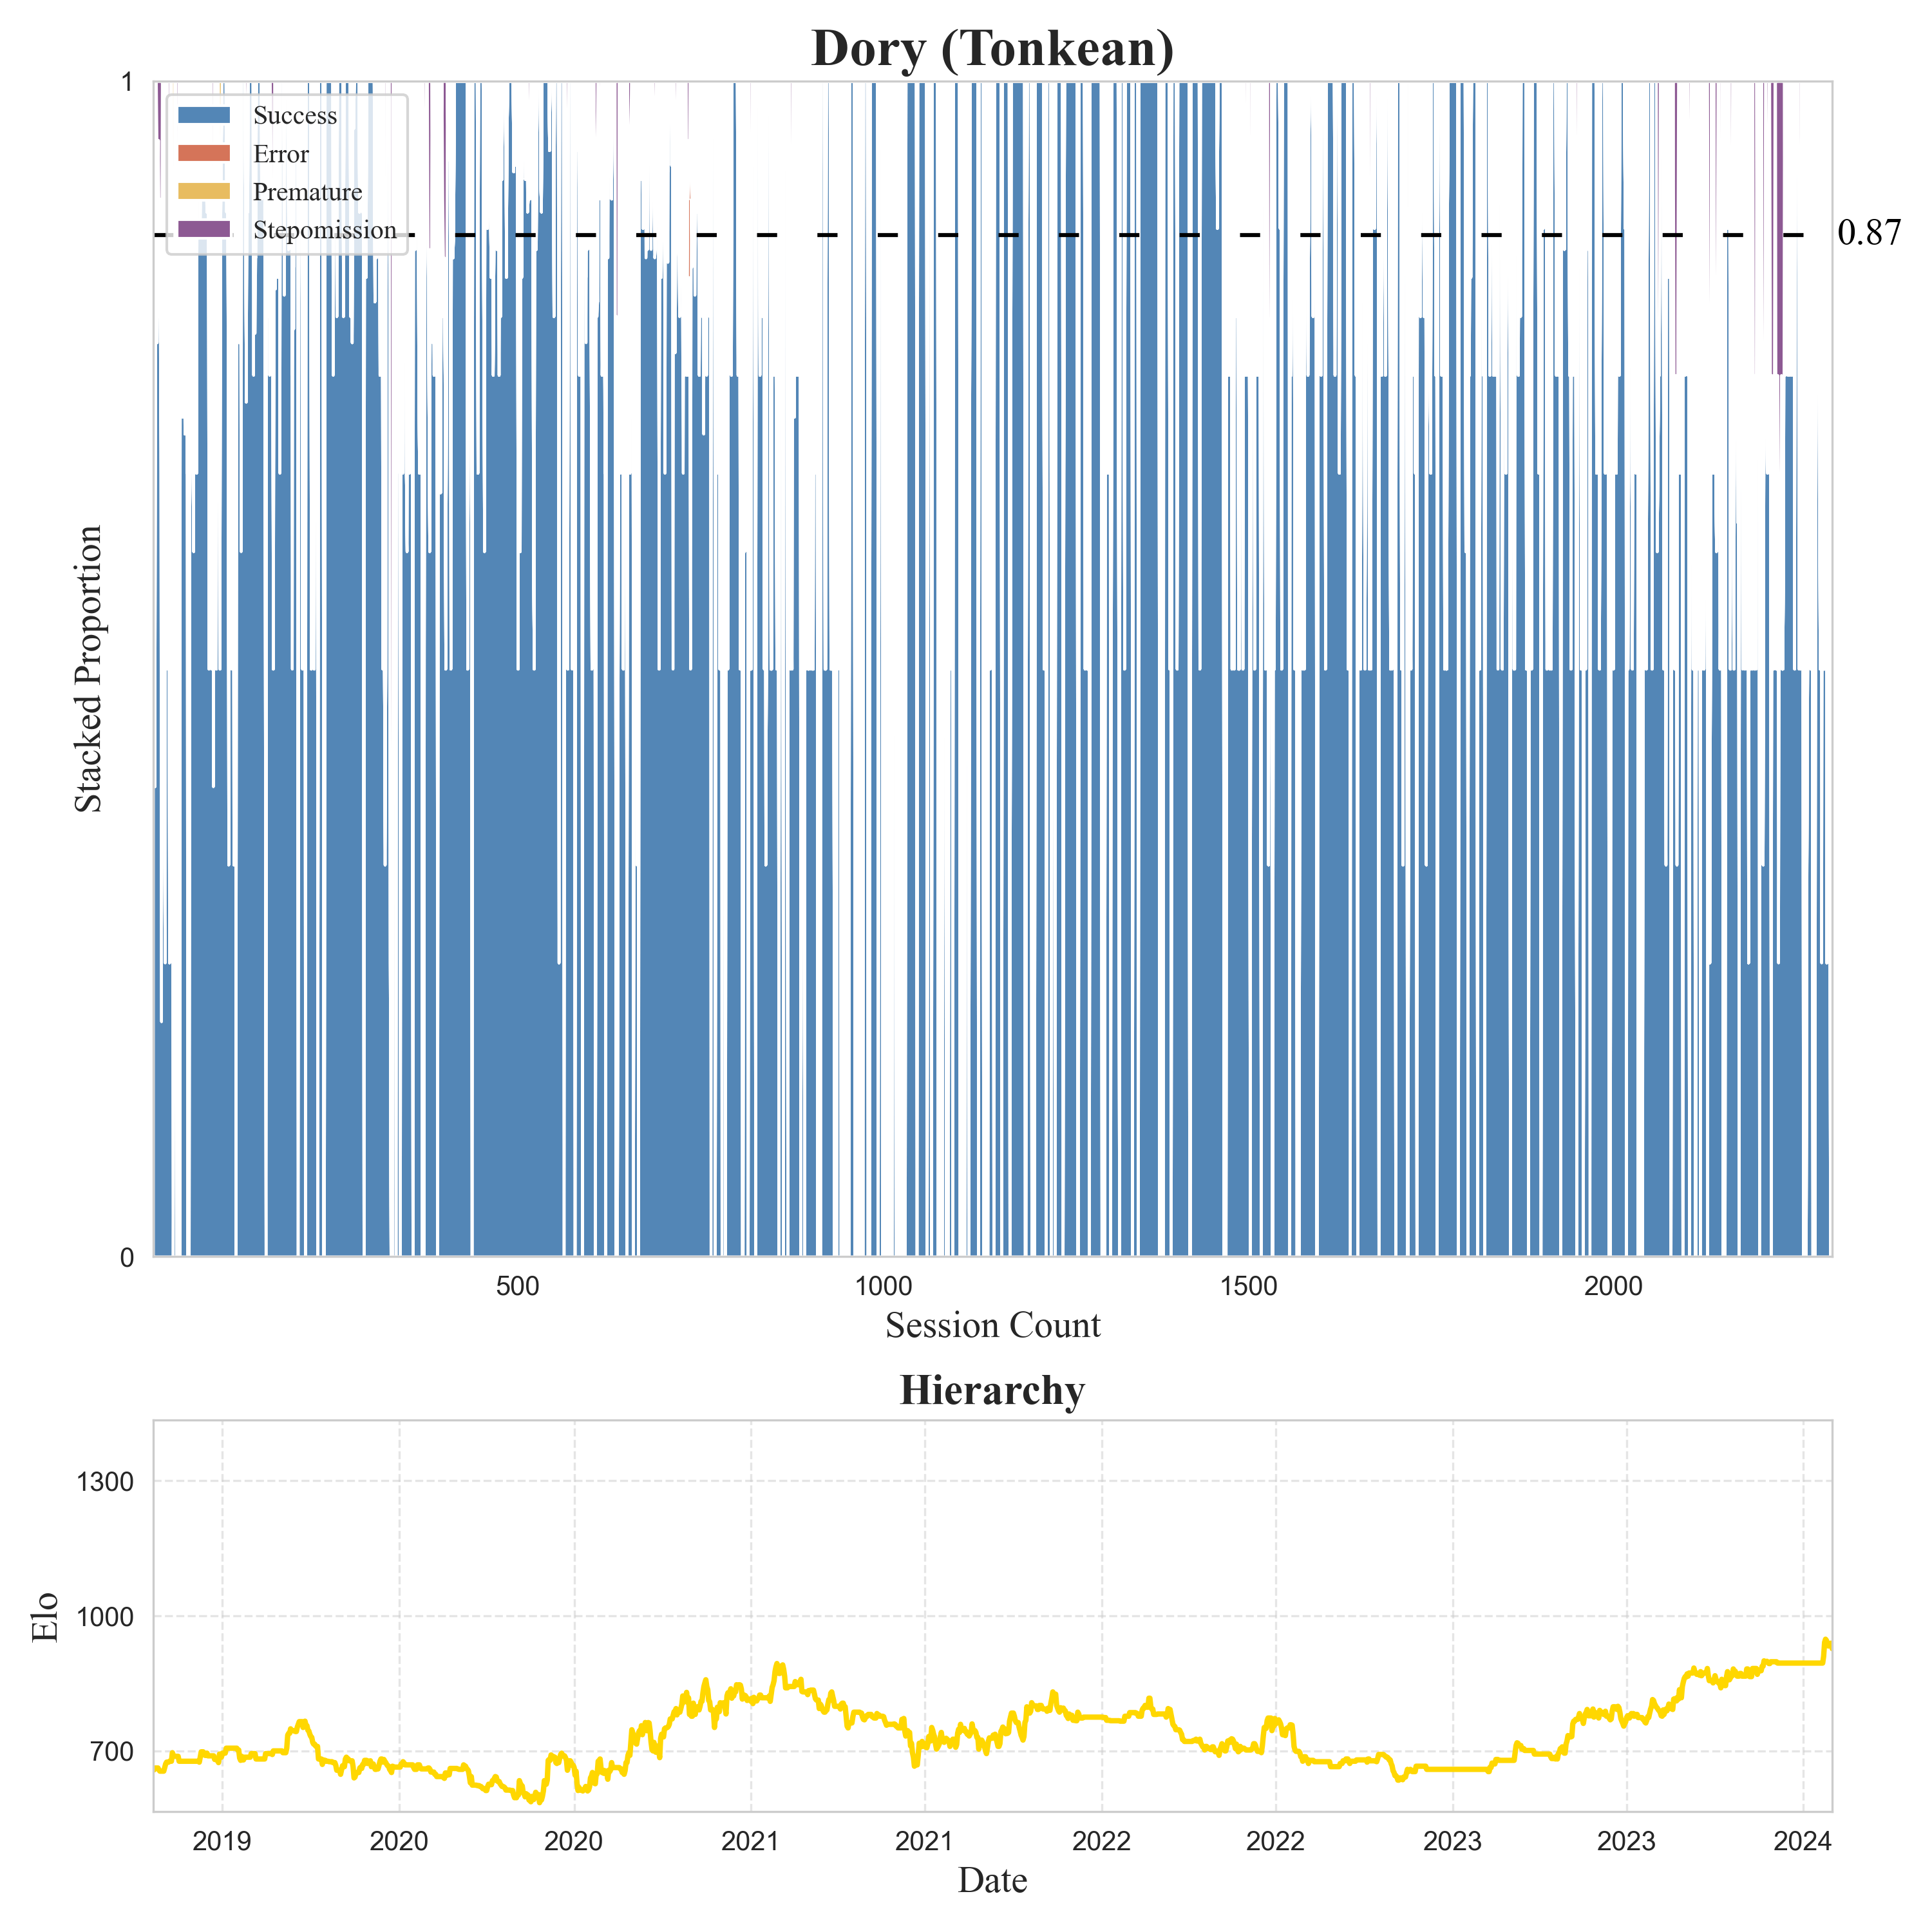 Dory (Tonkean)
1
Success
Error
Premature
Stepomission
0.87
Stacked Proportion
0
500 1000 1500 2000
Session Count
Hierarchy
1300
1000
700
Elo
2019 2020 2020 2021 2021 2022 2022 2023 2023 2024
Date